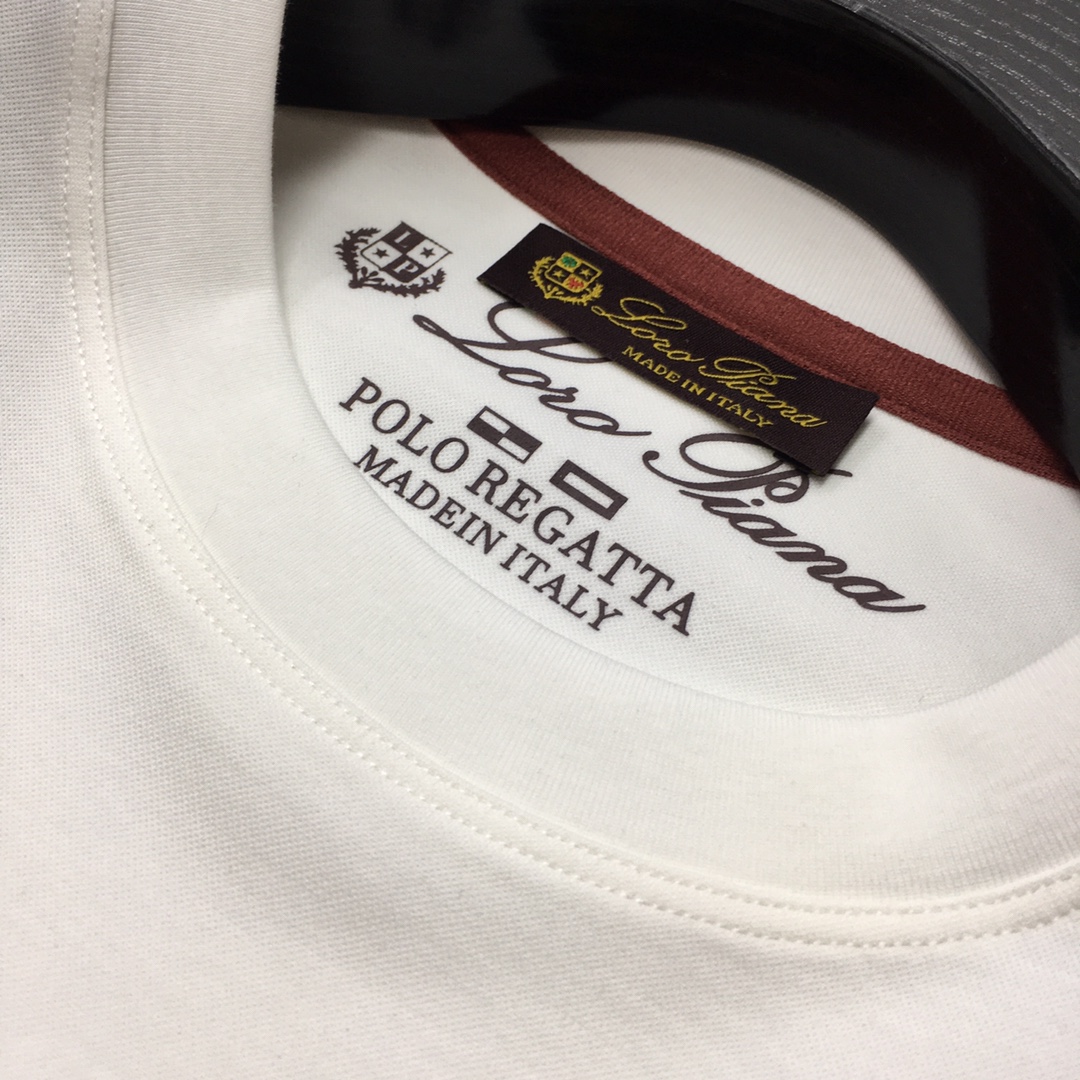 Loro Piana
MADE IN ITALY
L
P
Loro Piana
POLO REGATTA
MADEIN ITALY